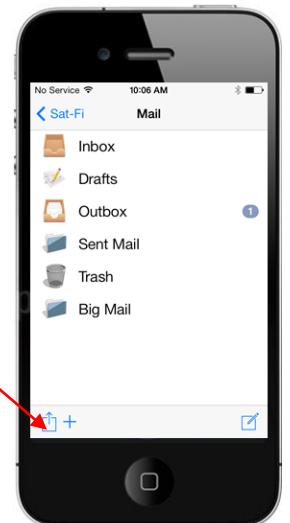 No Service 10:06 AM
Sat-Fi Mail
Inbox
Drafts
Outbox 1
Sent Mail
Trash
Big Mail